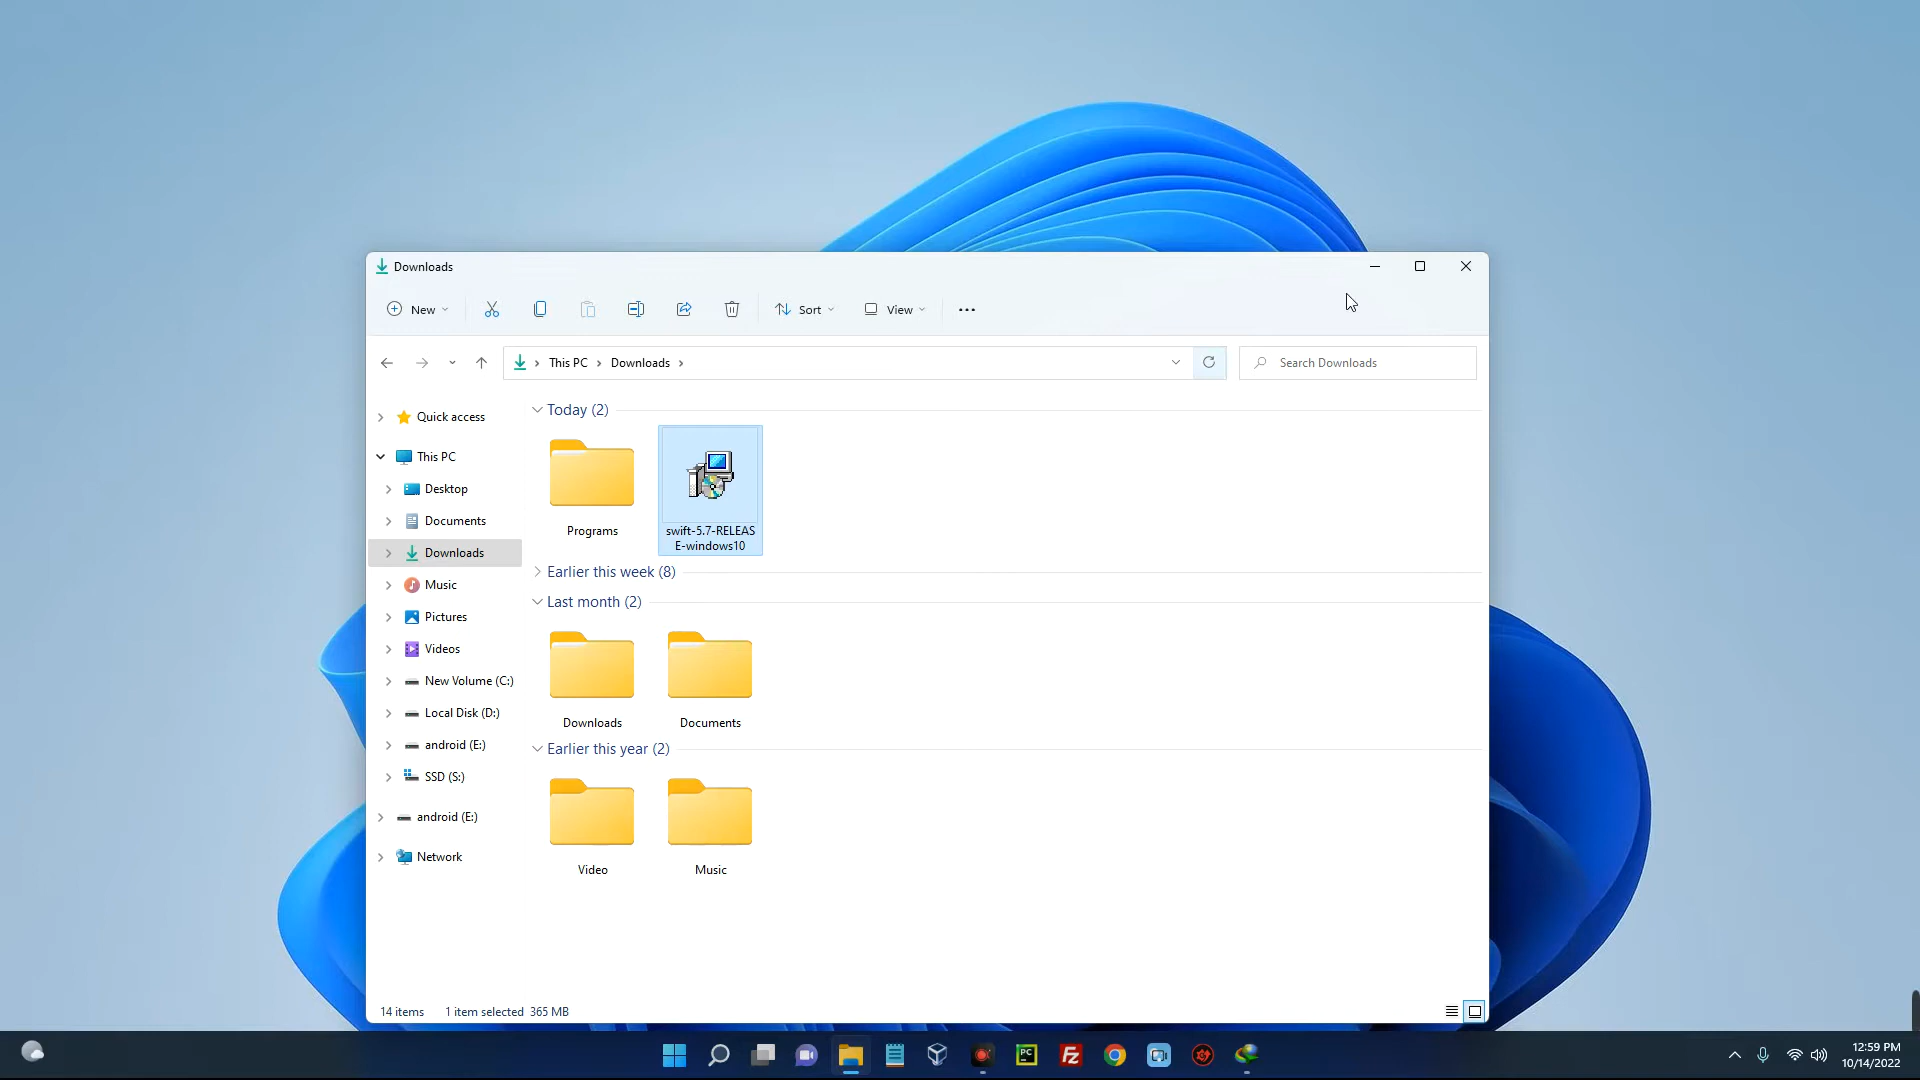 Downloads
New
Sort
View
This PC
Downloads
Search Downloads
Quick access
This PC
Desktop
Documents
Downloads
Music
Pictures
Videos
New Volume (C:)
Local Disk (D:)
android (E:)
SSD (S:)
android (E:)
Network
Today (2)
Programs
swift-5.7-RELEAS
E-windows10
Earlier this week (8)
Last month (2)
Downloads
Documents
Earlier this year (2)
Video
Music
14 items
1 item selected 365 MB
PC
FZ
12:59 PM
10/14/2022